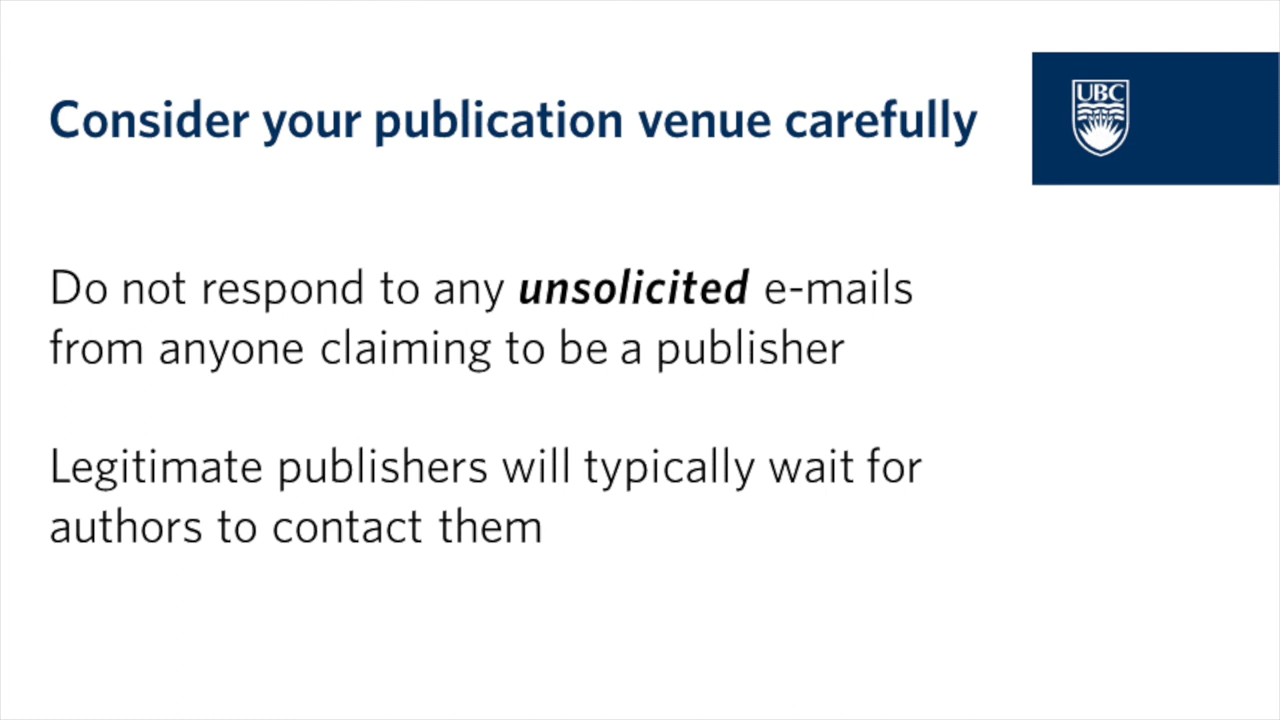 Consider your publication venue carefully
UBC
Do not respond to any unsolicited e-mails
from anyone claiming to be a publisher
Legitimate publishers will typically wait for
authors to contact them